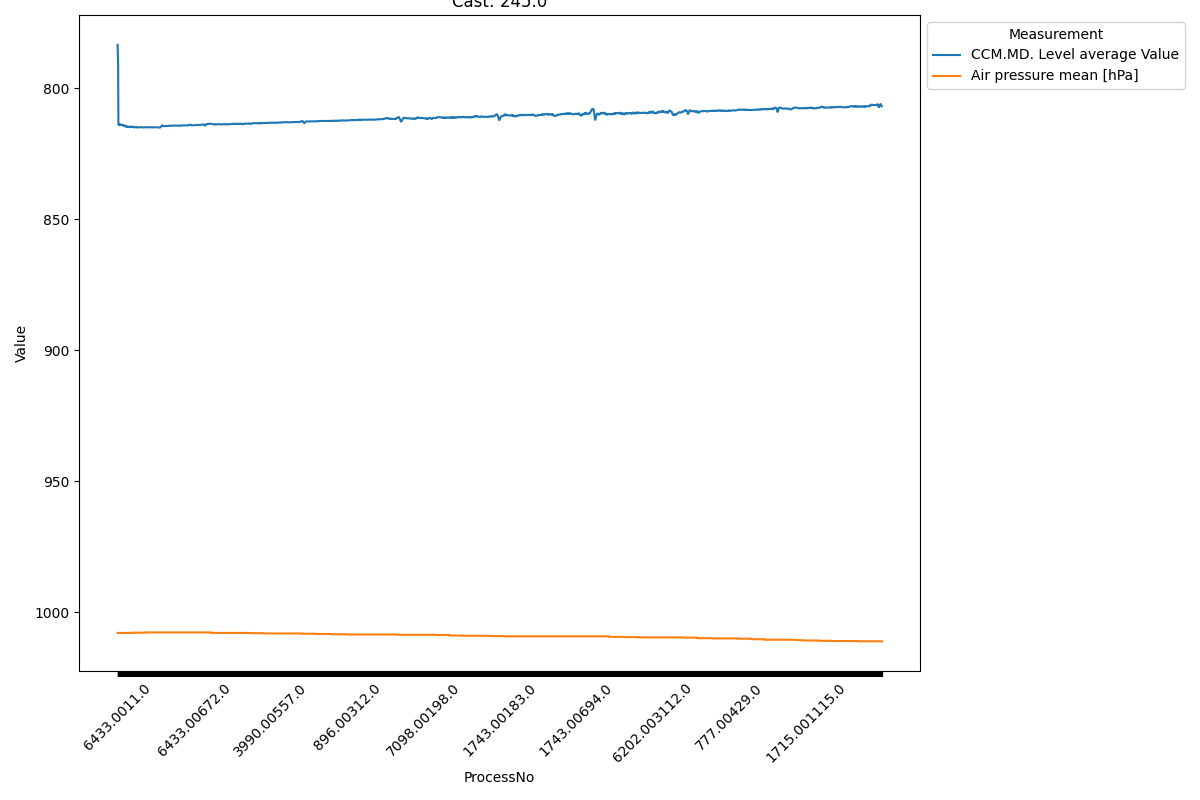 Cast: 245.0
Measurement
CCM.MD. Level average Value
Air pressure mean [hPa]
800
850
900
950
1000
Value
6433.0011.0
6433.00672.0
3990.00557.0
896.00312.0
7098.00198.0
1743.00183.0
1743.00694.0
6202.003112.0
777.00429.0
1715.001115.0
ProcessNo